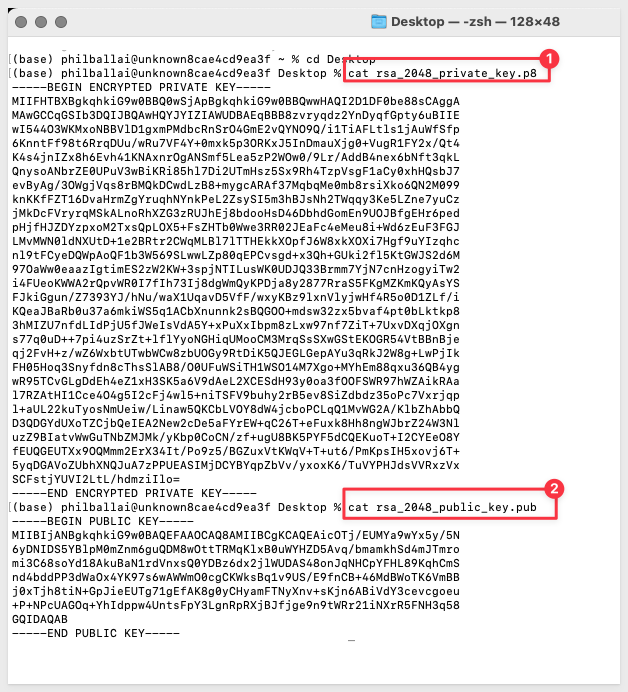 Desktop — -zsh — 128×48
(base) philballai@unknown8cae4cd9ea3f ~ % cd Desktop
1
(base) philballai@unknown8cae4cd9ea3f Desktop % cat rsa_2048_private_key.p8
-----BEGIN ENCRYPTED PRIVATE KEY-----
MIIFHTBXBgkqhkiG9w0BBQ0wSjApBgkqhkiG9w0BBQwwHAQI2D1DF0be88sCAggA
MAwGCCqGSIb3DQIJBQAwHQYJYIZIAWUDBAEqBBB8zvryqdz2YnDyqfGpty6uBIIE
wI544O3WKMxoNBBVlD1gxmPMdbcRnSrO4GmE2vQYNO9Q/i1TiAFLtls1jAuWfSfp
6KnntFf98t6RrqDUu/wRu7VF4Y+0mxk5p3ORKxJ5InDmauXjg0+VugR1FY2x/Qt4
K4s4jnIZx8h6Evh41KNAxnrOgANSmf5Lea5zP2WOw0/9Lr/AddB4nex6bNft3qkL
QnysoANbrZE0UPuV3wBiKRi85hl7Di2UTmHsz5Sx9Rh4TzpVsgF1aCy0xhHQsbJ7
evByAg/3OWgjVqs8rBMQkDCwdLzB8+mygcARAf37MqbqMe0mb8rsiXko6QN2M099
knKKfFZT16DvaHrmZgYruqhNYnkPeL2ZsySI5m3hBJsNh2TWqqy3Ke5LZne7yuCz
jMkDcFVryrqMSkALnoRhXZG3zRUJhEj8bdooHsD46DbhdGomEn9UOJBfgEHr6ped
pHjfHJZDYzpxoM2TxsQpLOX5+FsZHTb0Wwe3RR02JEaFc4eMeu8i+Wd6zEuF3FGJ
LMvMWN0ldNXUtD+1e2BRtr2CWqMLBl7lTTHEkkXOpfJ6W8xkXOXi7Hgf9uYIzqhc
nl9tFCyeDQWpAoQF1b3W569SLwwLZp80qEPCvsgd+x3Qh+GUki2fl5KtGWJS2d6M
97OaWw0eaazIgtimES2zW2KW+3spjNTILusWK0UDJQ33Brmm7YjN7cnHzogyiTw2
i4FUeoKWWA2rQpvWR0I7fIh73Ij8dgWmQyKPDja8y2877RraS5FKgMZKmKQyAsYS
FJkiGgun/Z7393YJ/hNu/waX1UqavD5VfF/wxyKBz9lxnVlyjwHf4R5o0D1ZLf/i
KQeaJBaRb0u37a6mkiWS5q1ACbXnunnk2sBQGOO+mdsw32zx5bvaf4pt0bLktkp8
3hMIZU7nfdLIdPjU5fJWeIsVdA5Y+xPuXxIbpm8zLxw97nf7ZiT+7UxvDXqjOXgn
s77q0uD++7pi4uzSrZt+lflYyoNGHiqUMooCM3MrqSsSXwGStEKOGR54VtBBnBje
qj2FvH+z/wZ6WxbtUTwbWCw8zbUOGy9RtDiK5QJEGLGepAYu3qRkJ2W8g+LwPjIk
FH05Hoq3Snyfdn8cThsSlAB8/O0UFuWSiTH1WSO14M7Xgo+MYhEm88qxu36QB4yg
wR95TCvGLgDdEh4eZ1xH3SK5a6V9dAeL2XCESdH93y0oa3fOOFSWR97hWZAikRAa
l7RZAtHI1Cce4O4g5I2cFj4wl5+niTSFV9buhy2rB5ev8SiZdbdz35oPc7Vxrjqp
l+aUL22kuTyosNmUeiw/Linaw5QKCbLVOY8dW4jcboPCLqQ1MvWG2A/KlbZhAbbQ
D3QDGYdUXoTZCjbQeIEA2New2cDe5aFYrEW+qC26T+eFuxk8Hh8ngWJbrZ24W3Nl
uzZ9BIatvWwGuTNbZMJMk/yKbp0CoCN/zf+ugU8BK5PYF5dCQEKuoT+I2CYEeO8Y
fEUQGEUTXx9OQMmm2ErX34It/Po9z5/BGZuxVtKWqV+T+ut6/PmKpsIH5xovj6T+
5yqDGAVoZUbhXNQJuA7zPPUEASIMjDCYBYqpZbVv/yxoxK6/TuVYPHJdsVVRxzVx
SCFstjYUVI2LtL/hdmziIlo=
-----END ENCRYPTED PRIVATE KEY-----
2
(base) philballai@unknown8cae4cd9ea3f Desktop % cat rsa_2048_public_key.pub
-----BEGIN PUBLIC KEY-----
MIIBIjANBgkqhkiG9w0BAQEFAAOCAQ8AMIIBCgKCAQEAicOTj/EUMYa9wYx5y/5N
6yDNIDS5YBlpM0mZnm6guQDM8wOttTRMqKlxB0uWYHZD5Avq/bmamkhSd4mJTmro
mi3C68soYd18AkuBaN1rdVnxsQ0YDBz6dx2jlWUDAS48onJqNHCpYFHL89KqhCmS
nd4bddPP3dWaOx4YK97s6wAWWmO0cgCKWksBq1v9US/E9fnCB+46MdBWoTK6VmBB
j0xTjh8tiN+GpJieEUTg71gEfAK8g0yCHyamFTNyXnv+sKjn6ABiVdY3cevcgoeu
+P+NPcUAGOq+YhIdppw4UntsFpY3LgnRpRXjBJfjge9n9tWRr21iNXrR5FNH3q58
GQIDAQAB
-----END PUBLIC KEY-----